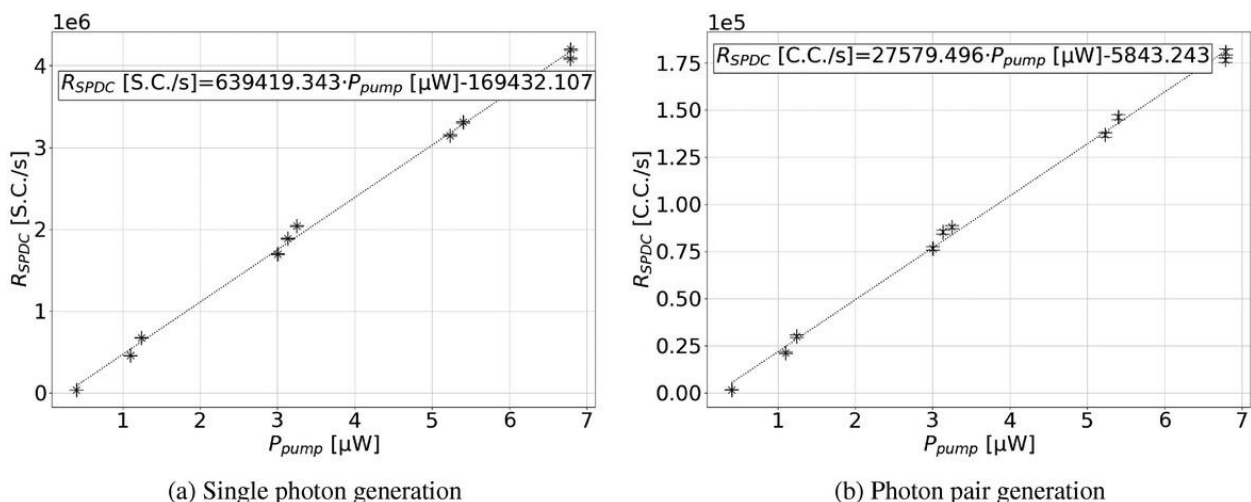 1e6
R_SPDC [S.C./s]=639419.343·P_pump [µW]-169432.107
4
3
2
1
0
R_SPDC [S.C./s]
1 2 3 4 5 6 7
P_pump [µW]
(a) Single photon generation
1e5
R_SPDC [C.C./s]=27579.496·P_pump [µW]-5843.243
1.75
1.50
1.25
1.00
0.75
0.50
0.25
0.00
R_SPDC [C.C./s]
1 2 3 4 5 6 7
P_pump [µW]
(b) Photon pair generation